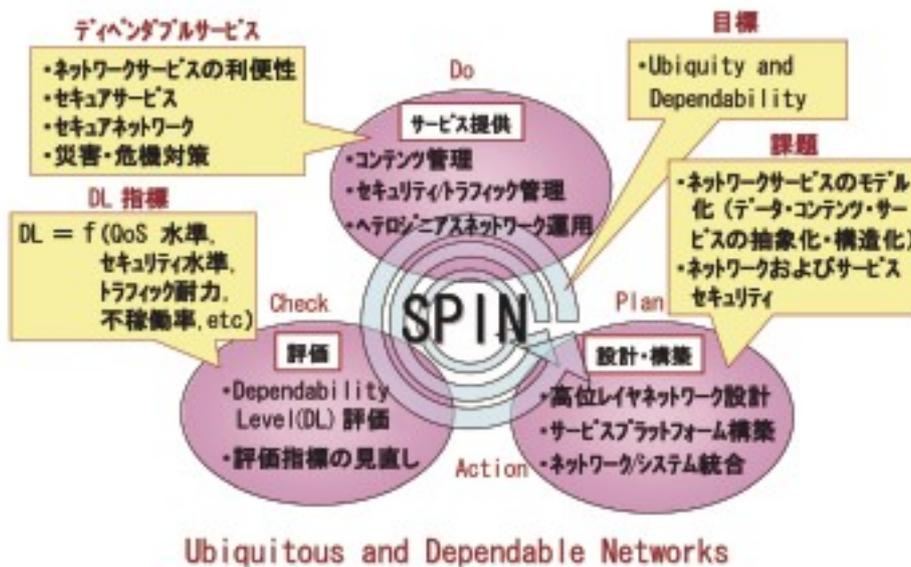 ディペンダブルサービス
・ネットワークサービスの利便性
・セキュアサービス
・セキュアネットワーク
・災害・危機対策
Do
サービス提供
・コンテンツ管理
・セキュリティ/トラフィック管理
・ヘテロジニアスネットワーク運用
目標
・Ubiquity and
Dependability
課題
・ネットワークサービスのモデル
化 (データ・コンテンツ・サー
ビスの抽象化・構造化)
・ネットワークおよびサービス
セキュリティ
DL 指標
DL = f(QoS 水準,
セキュリティ水準,
トラフィック耐力,
不稼働率,etc)
Check
SPIN
Plan
評価
・Dependability
Level(DL) 評価
・評価指標の見直し
設計・構築
・高位レイヤネットワーク設計
・サービスプラットフォーム構築
・ネットワーク/システム統合
Action
Ubiquitous and Dependable Networks